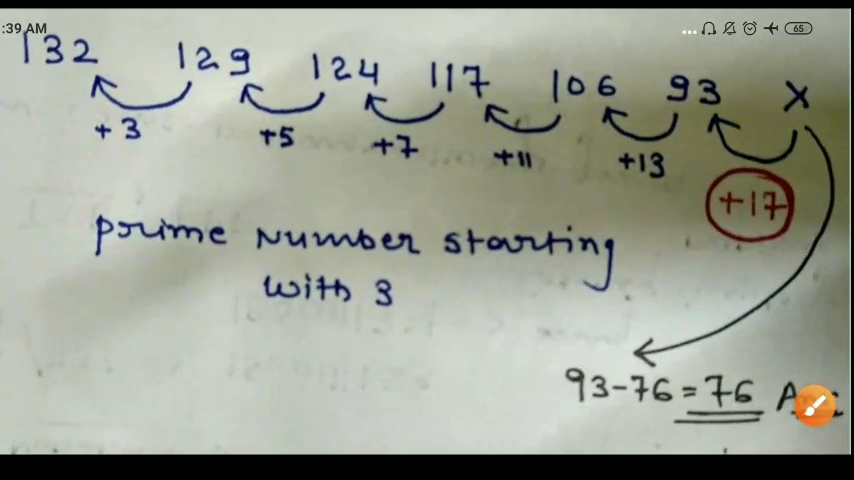 :39 AM
65
132 129 124 117 106 93 X
+3 +5 +7 +11 +13 +17
prime Number starting
with 3
93-76=76